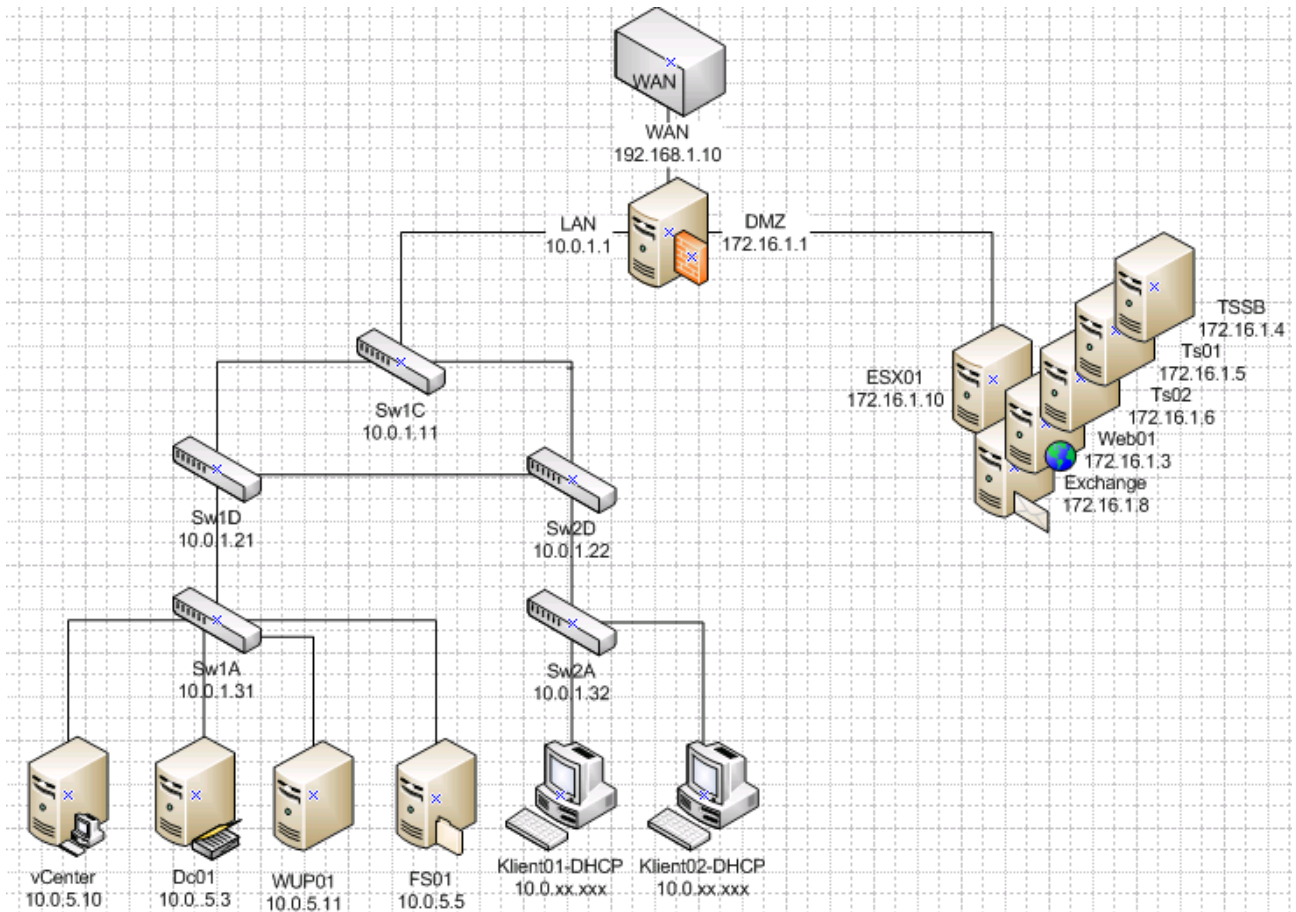 WAN
WAN
192.168.1.10
LAN
10.0.1.1
DMZ
172.16.1.1
TSSB
172.16.1.4
Ts01
172.16.1.5
ESX01
172.16.1.10
Ts02
172.16.1.6
Web01
172.16.1.3
Exchange
172.16.1.8
Sw1C
10.0.1.11
Sw1D
10.0.1.21
Sw2D
10.0.1.22
Sw1A
10.0.1.31
Sw2A
10.0.1.32
vCenter
10.0.5.10
Dc01
10.0..5.3
WUP01
10.0.5.11
FS01
10.0.5.5
Klient01-DHCP
10.0.xx.xxx
Klient02-DHCP
10.0.xx.xxx